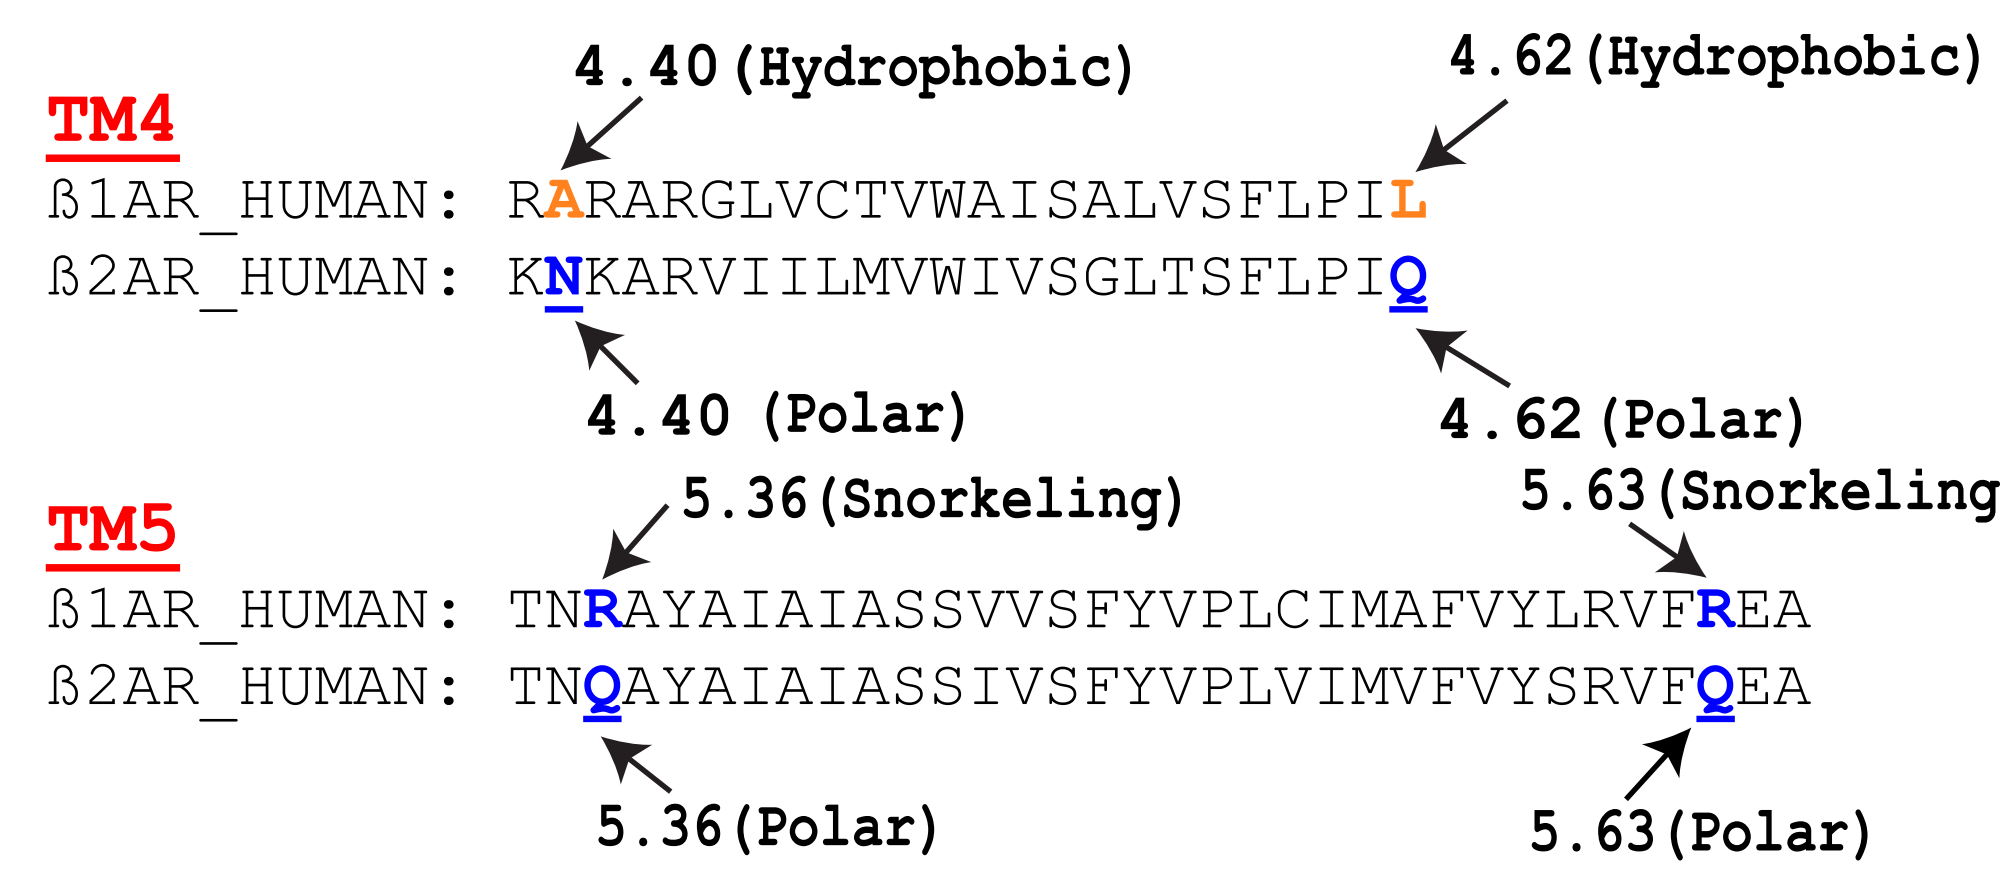 4.40(Hydrophobic) 4.62(Hydrophobic)
TM4
ß1AR_HUMAN: RARARGLVCTVWAISALVSFLPIL
ß2AR_HUMAN: KNKARVIILMVWIVSGLTSFLPIQ
4.40 (Polar) 4.62(Polar)
5.36(Snorkeling) 5.63(Snorkeling
TM5
ß1AR_HUMAN: TNRAYAIAIASSVVSFYVPLCIMAFVYLRVFREA
ß2AR_HUMAN: TNQAYAIAIASSIVSFYVPLVIMVFVYSRVFQEA
5.36(Polar) 5.63(Polar)